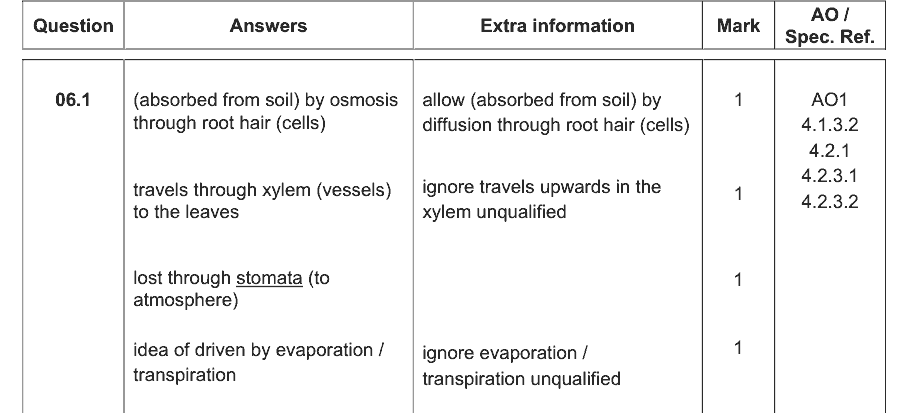 Question Answers Extra information Mark AO /
Spec. Ref.
06.1 (absorbed from soil) by osmosis allow (absorbed from soil) by 1 AO1
through root hair (cells) diffusion through root hair (cells) 4.1.3.2
4.2.1
travels through xylem (vessels) ignore travels upwards in the 1 4.2.3.1
to the leaves xylem unqualified 4.2.3.2
lost through stomata (to 1
atmosphere)
idea of driven by evaporation / ignore evaporation / 1
transpiration transpiration unqualified